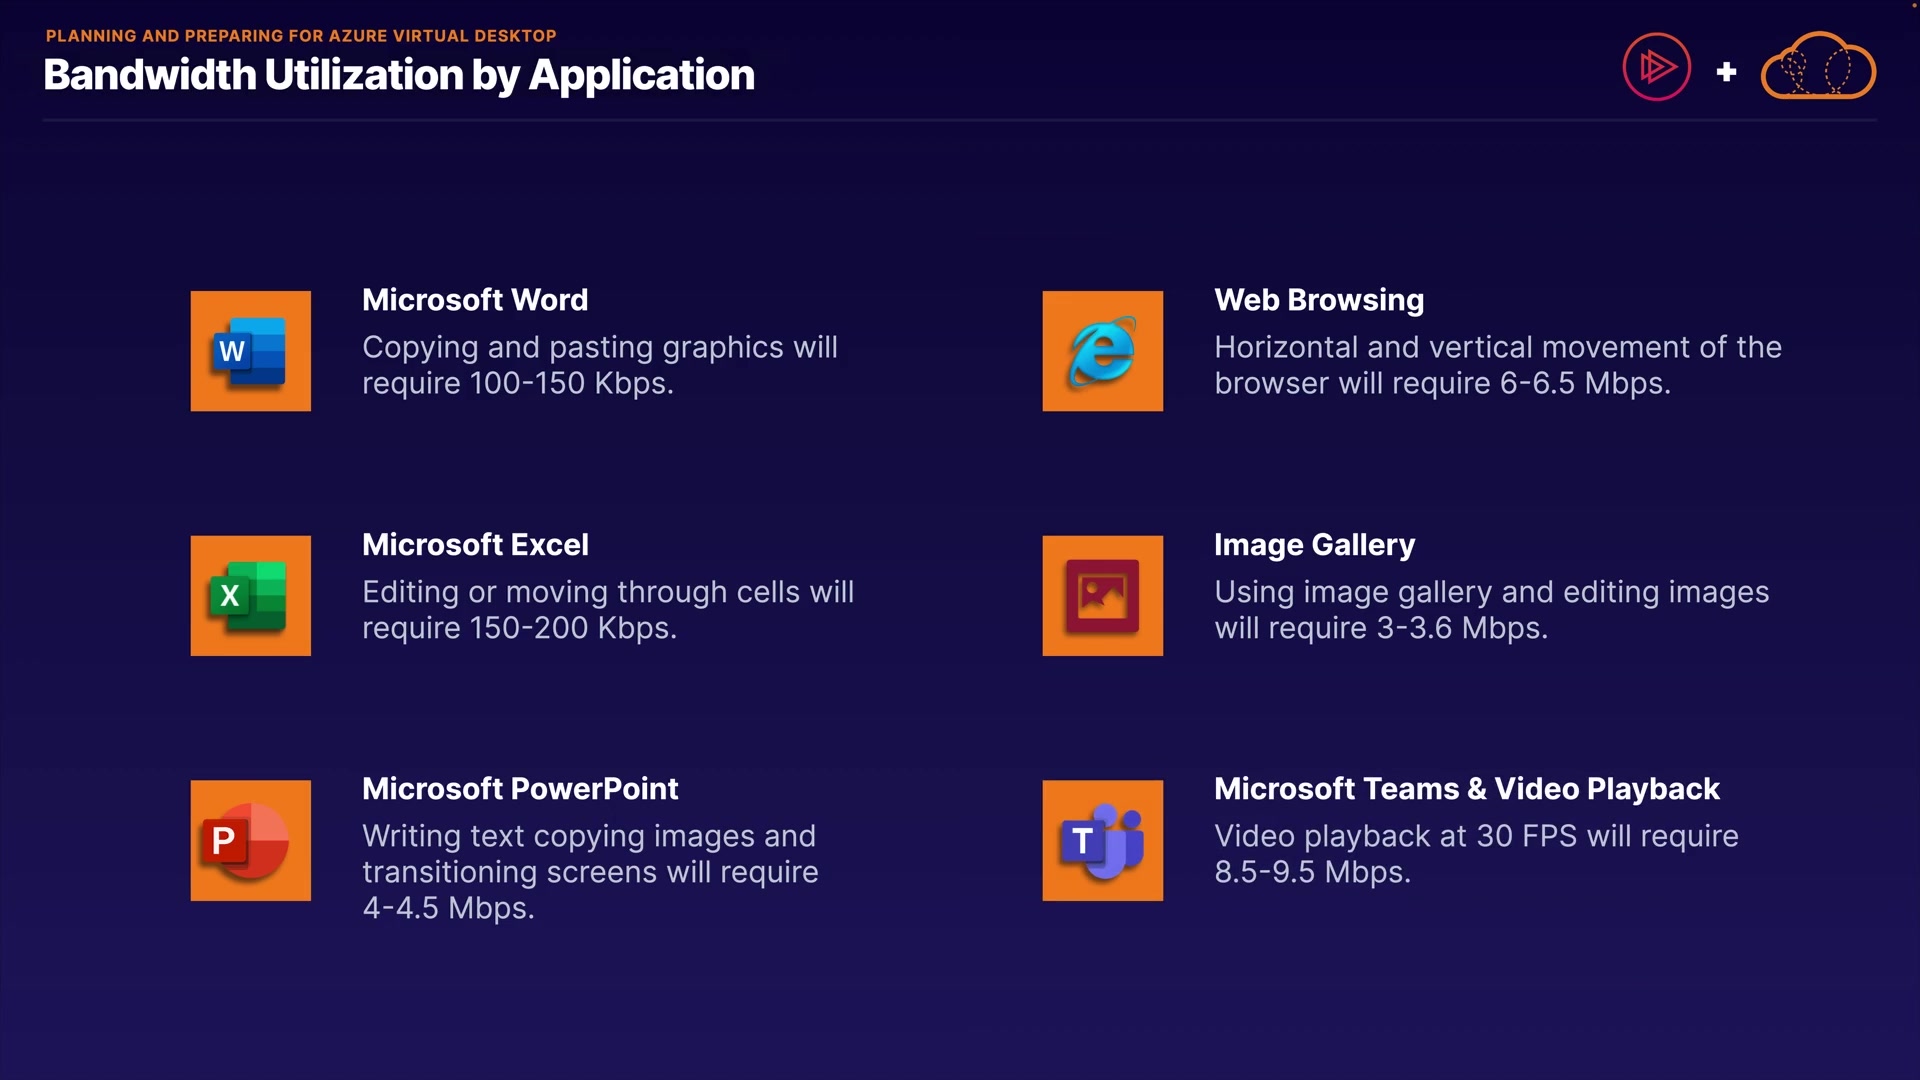 PLANNING AND PREPARING FOR AZURE VIRTUAL DESKTOP
Bandwidth Utilization by Application
+
W
Microsoft Word
Copying and pasting graphics will
require 100-150 Kbps.
X
Microsoft Excel
Editing or moving through cells will
require 150-200 Kbps.
P
Microsoft PowerPoint
Writing text copying images and
transitioning screens will require
4-4.5 Mbps.
Web Browsing
Horizontal and vertical movement of the
browser will require 6-6.5 Mbps.
Image Gallery
Using image gallery and editing images
will require 3-3.6 Mbps.
T
Microsoft Teams & Video Playback
Video playback at 30 FPS will require
8.5-9.5 Mbps.